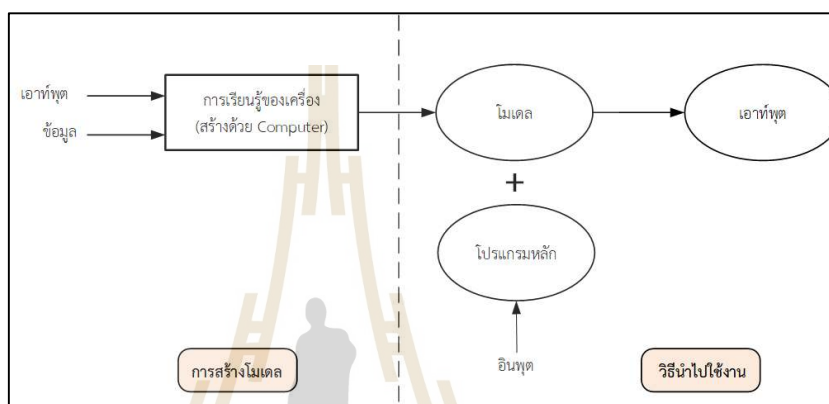 เอาท์พุต
ข้อมูล
การเรียนรู้ของเครื่อง
(สร้างด้วย Computer)
โมเดล
เอาท์พุต
+
โปรแกรมหลัก
อินพุต
การสร้างโมเดล
วิธีนำไปใช้งาน